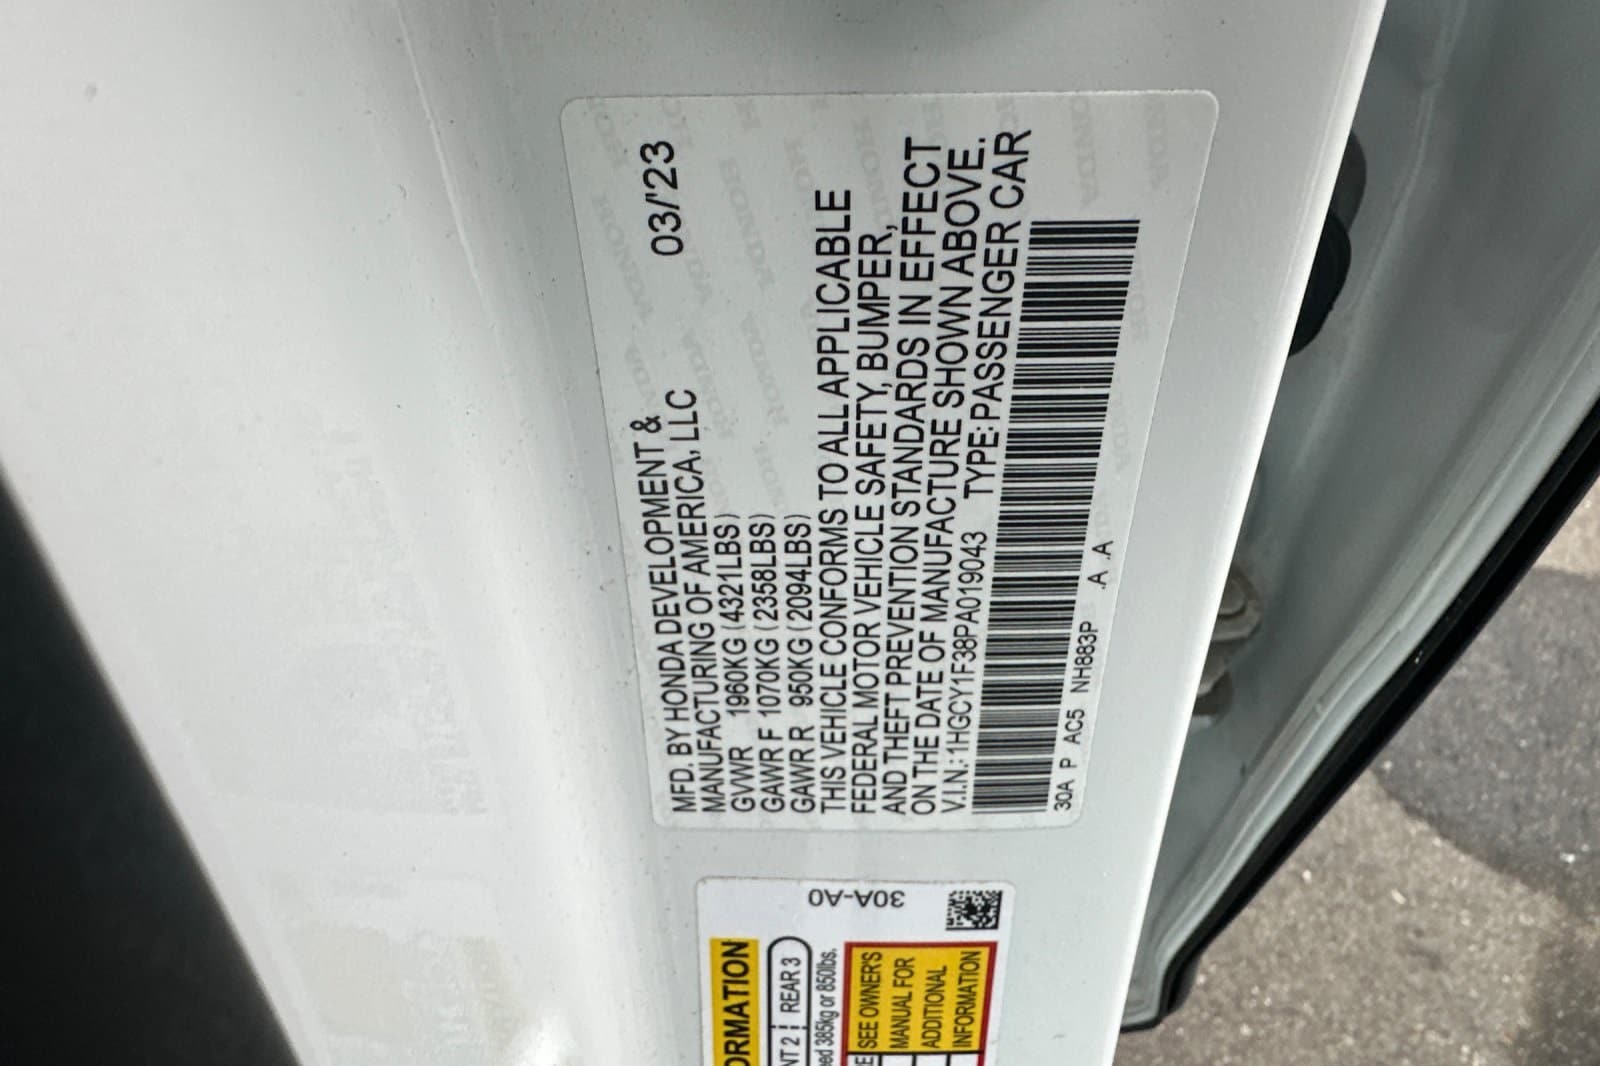 MFD. BY HONDA DEVELOPMENT &
MANUFACTURING OF AMERICA, LLC 03/'23
GVWR 1960KG (4321LBS)
GAWR F 1070KG (2358LBS)
GAWR R 950KG (2094LBS)
THIS VEHICLE CONFORMS TO ALL APPLICABLE
FEDERAL MOTOR VEHICLE SAFETY, BUMPER,
AND THEFT PREVENTION STANDARDS IN EFFECT
ON THE DATE OF MANUFACTURE SHOWN ABOVE.
V.I.N.: 1HGCY1F38PA019043 TYPE: PASSENGER CAR
30A P AC5 NH883P .A .A
30A-A0
REAR 3
385kg or 850lbs.
SEE OWNER'S
MANUAL FOR
ADDITIONAL
INFORMATION